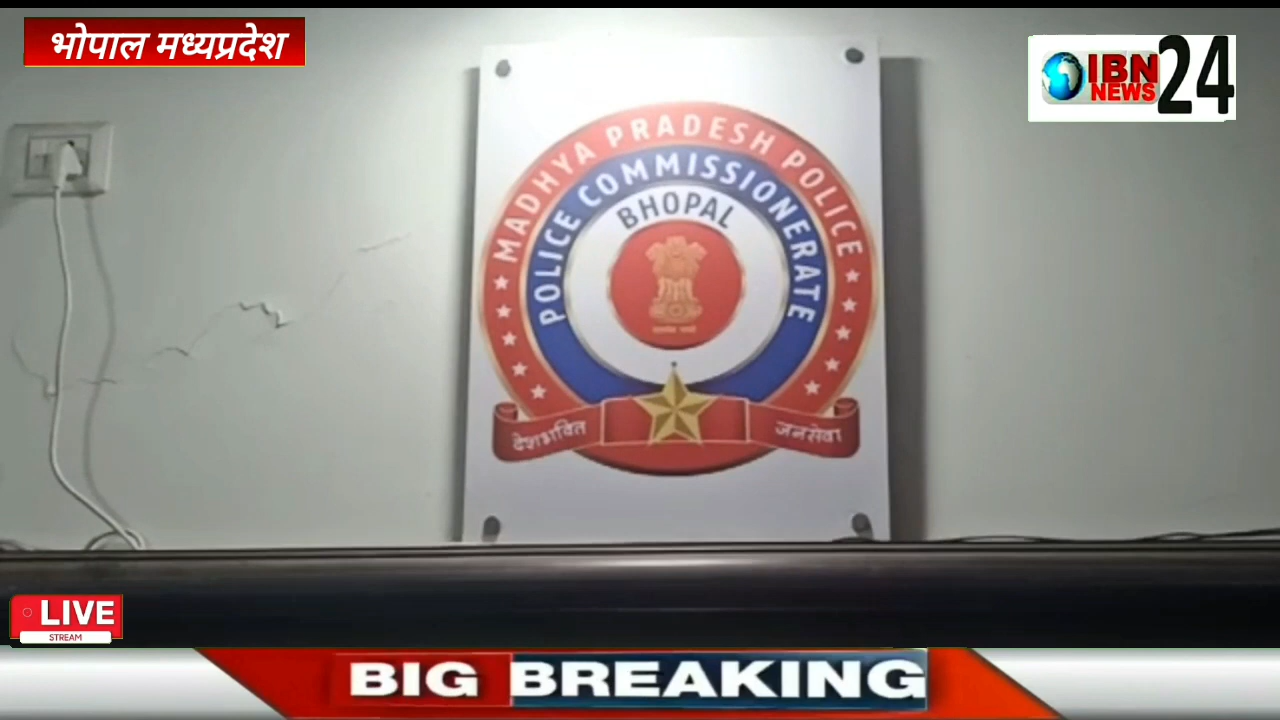 भोपाल मध्यप्रदेश
IBN
NEWS
24
MADHYA PRADESH POLICE
POLICE COMMISSIONERATE
BHOPAL
देशभक्ति
जनसेवा
LIVE
STREAM
BIG BREAKING